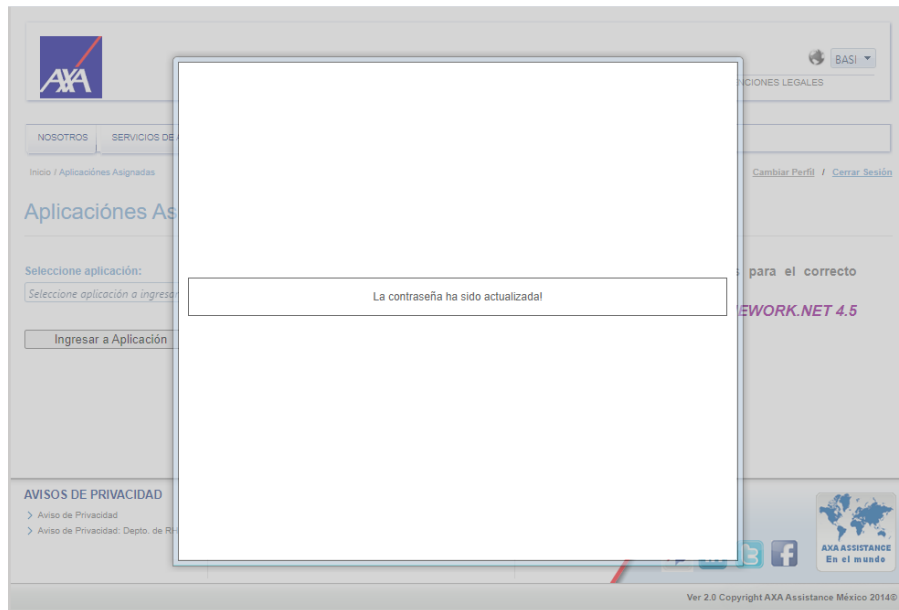 AXA
BASI
NCIONES LEGALES
NOSOTROS SERVICIOS DE
Inicio / Aplicaciónes Asignadas
Cambiar Perfil / Cerrar Sesión
Aplicaciónes As
Seleccione aplicación:
para el correcto
Seleccione aplicación a ingresar
La contraseña ha sido actualizada!
EWORK.NET 4.5
Ingresar a Aplicación
AVISOS DE PRIVACIDAD
Aviso de Privacidad
Aviso de Privacidad: Depto. de RH
AXA ASSISTANCE
En el mundo
Ver 2.0 Copyright AXA Assistance México 2014®